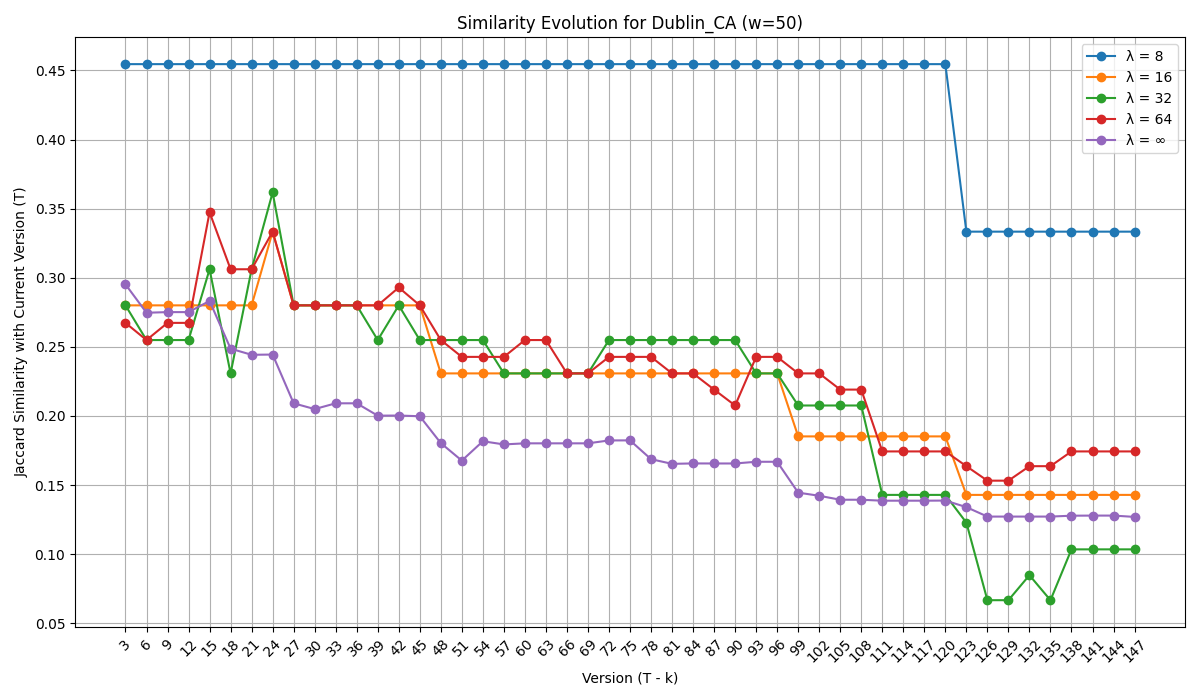 Similarity Evolution for Dublin_CA (w=50)
λ = 8
λ = 16
λ = 32
λ = 64
λ = ∞
Jaccard Similarity with Current Version (T)
0.45
0.40
0.35
0.30
0.25
0.20
0.15
0.10
0.05
3 6 9 12 15 18 21 24 27 30 33 36 39 42 45 48 51 54 57 60 63 66 69 72 75 78 81 84 87 90 93 96 99 102 105 108 111 114 117 120 123 126 129 132 135 138 141 144 147
Version (T - k)